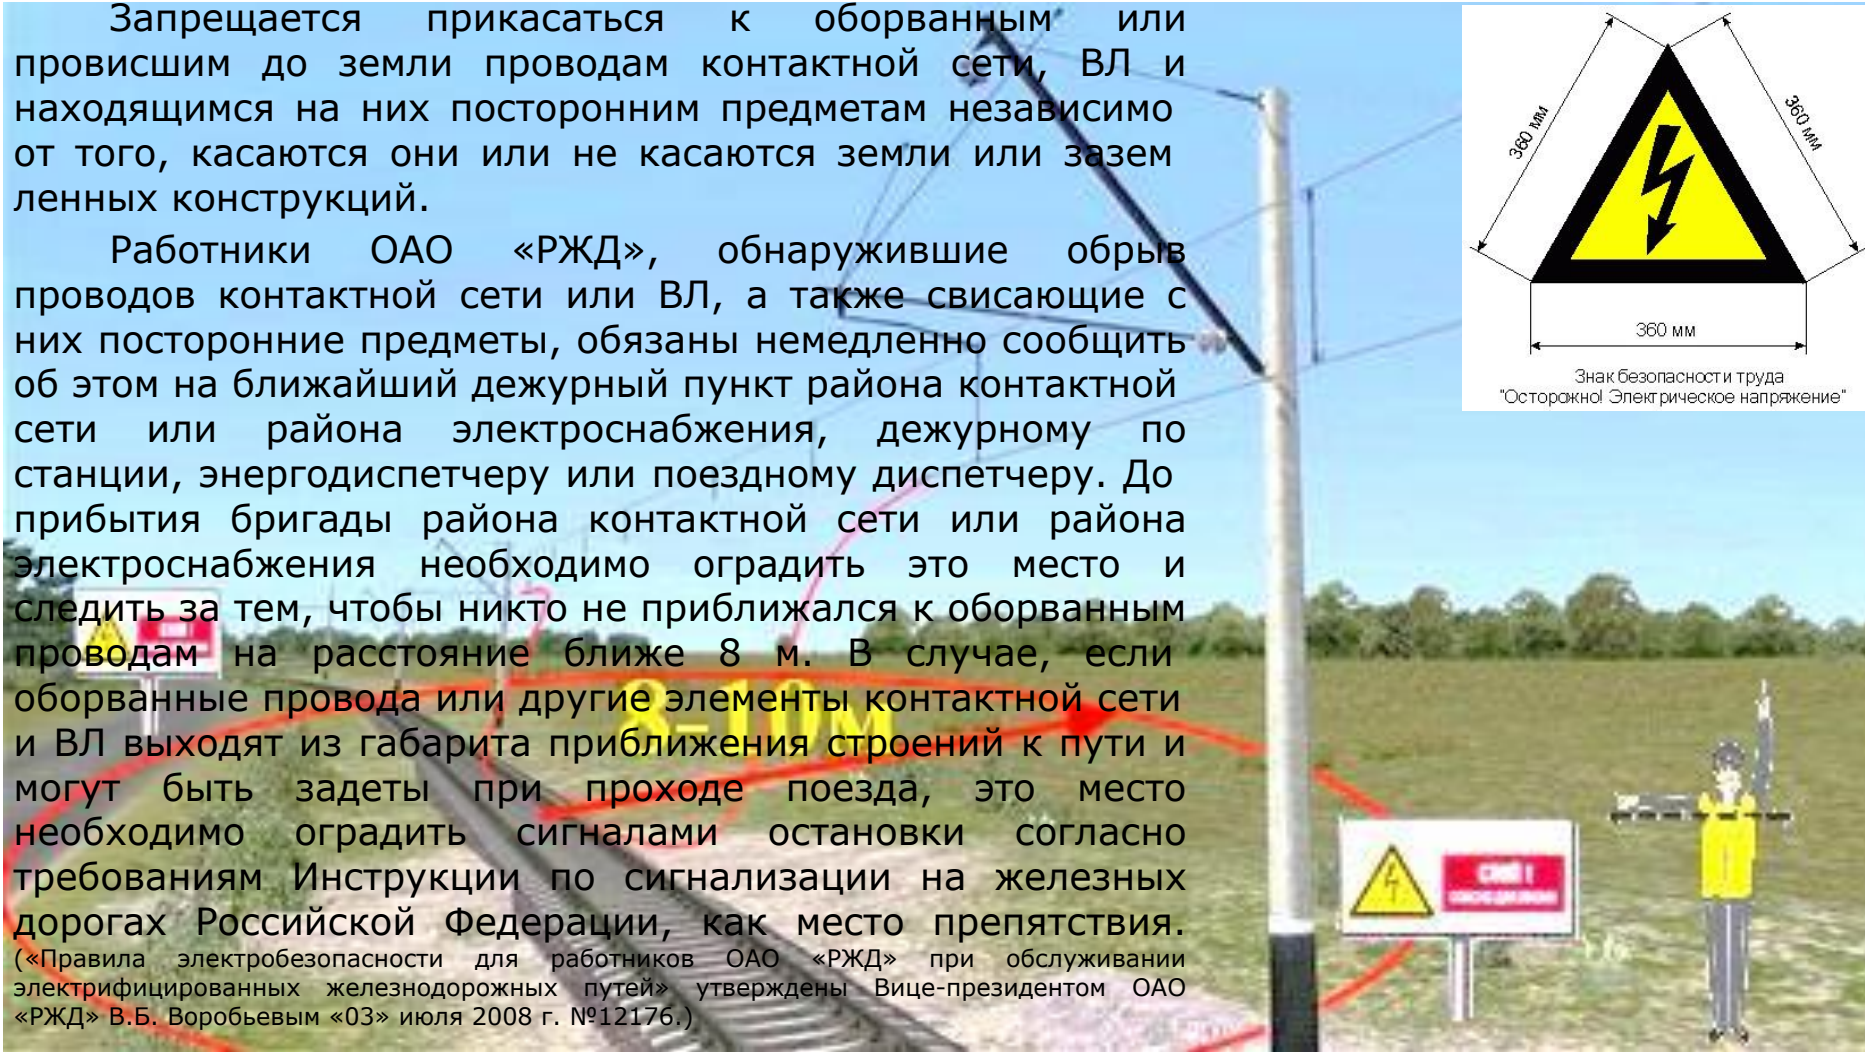 Запрещается прикасаться к оборванным или
провисшим до земли проводам контактной сети, ВЛ и
находящимся на них посторонним предметам независимо
от того, касаются они или не касаются земли или зазем
ленных конструкций.
Работники ОАО «РЖД», обнаружившие обрыв
проводов контактной сети или ВЛ, а также свисающие с
них посторонние предметы, обязаны немедленно сообщить
об этом на ближайший дежурный пункт района контактной
сети или района электроснабжения, дежурному по
станции, энергодиспетчеру или поездному диспетчеру. До
прибытия бригады района контактной сети или района
электроснабжения необходимо оградить это место и
следить за тем, чтобы никто не приближался к оборванным
проводам на расстояние ближе 8 м. В случае, если
оборванные провода или другие элементы контактной сети
и ВЛ выходят из габарита приближения строений к пути и
могут быть задеты при проходе поезда, это место
необходимо оградить сигналами остановки согласно
требованиям Инструкции по сигнализации на железных
дорогах Российской Федерации, как место препятствия.
(«Правила электробезопасности для работников ОАО «РЖД» при обслуживании
электрифицированных железнодорожных путей» утверждены Вице-президентом ОАО
«РЖД» В.Б. Воробьевым «03» июля 2008 г. №12176.)
360 мм
360 мм
360 мм
Знак безопасности труда
"Осторожно! Электрическое напряжение"
8-10м
СТОЙ !